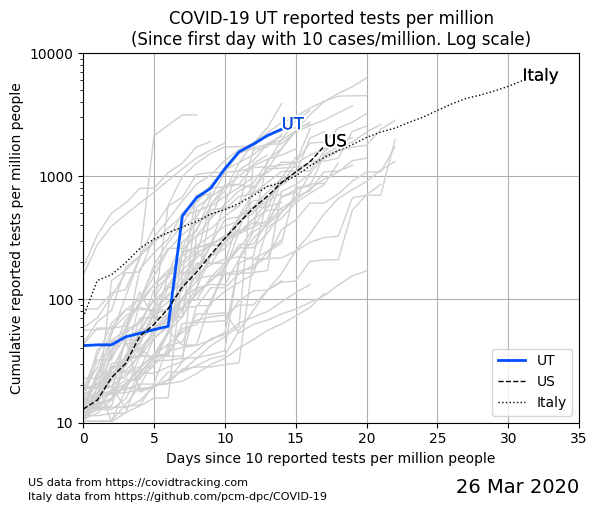 COVID-19 UT reported tests per million
(Since first day with 10 cases/million. Log scale)
Cumulative reported tests per million people
10000
1000
100
10
Italy
UT
US
UT
US
Italy
0 5 10 15 20 25 30 35
Days since 10 reported tests per million people
US data from https://covidtracking.com
Italy data from https://github.com/pcm-dpc/COVID-19
26 Mar 2020